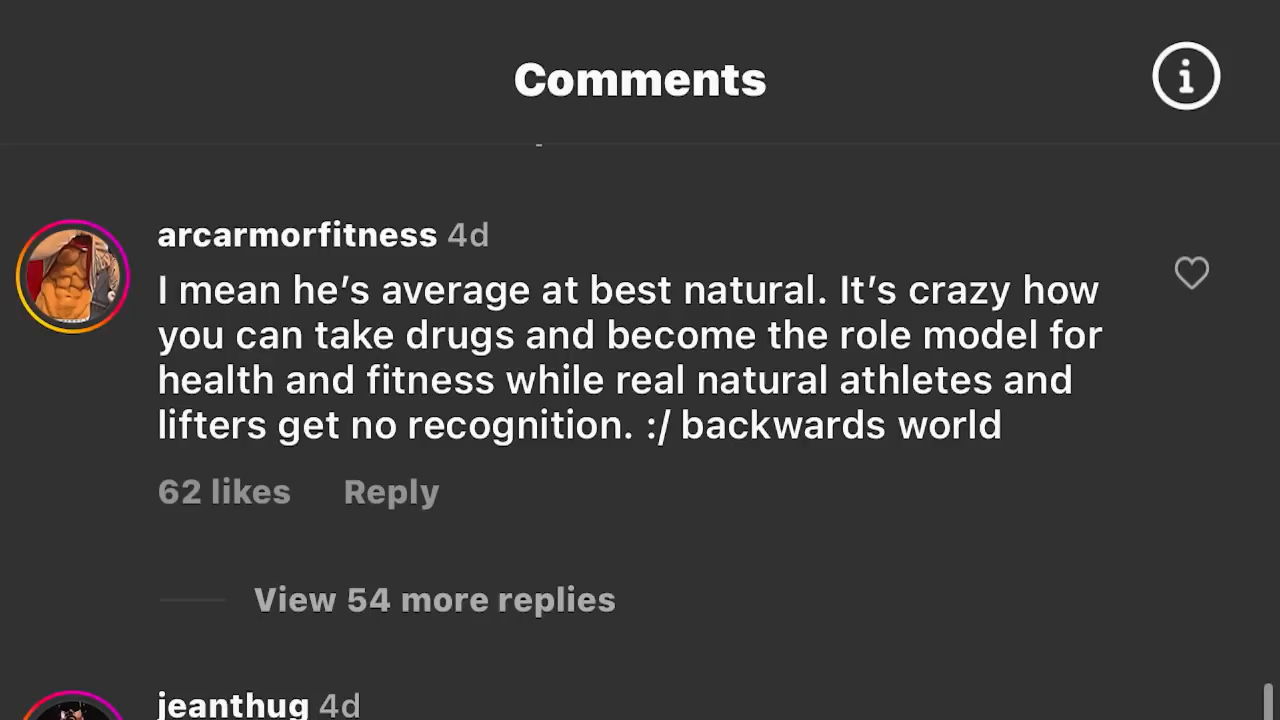 Comments
arcarmorfitness 4d
I mean he’s average at best natural. It’s crazy how
you can take drugs and become the role model for
health and fitness while real natural athletes and
lifters get no recognition. :/ backwards world
62 likes Reply
View 54 more replies
jeanthug 4d